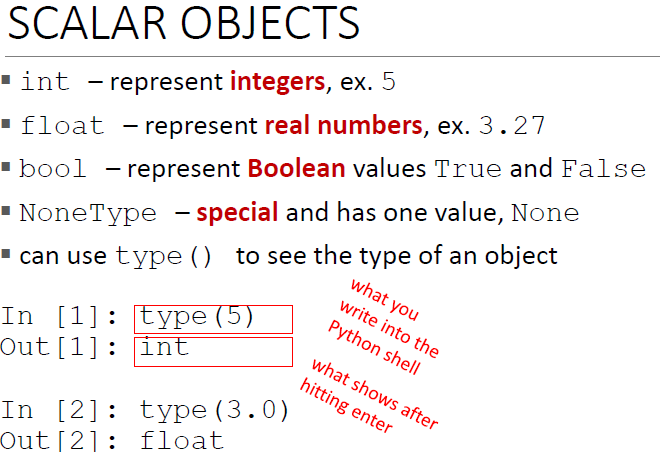 SCALAR OBJECTS
▪ int – represent integers, ex. 5
▪ float – represent real numbers, ex. 3.27
▪ bool – represent Boolean values True and False
▪ NoneType – special and has one value, None
▪ can use type() to see the type of an object
In [1]: type(5)
Out[1]: int
what you
write into the
Python shell
what shows after
hitting enter
In [2]: type(3.0)
Out[2]: float